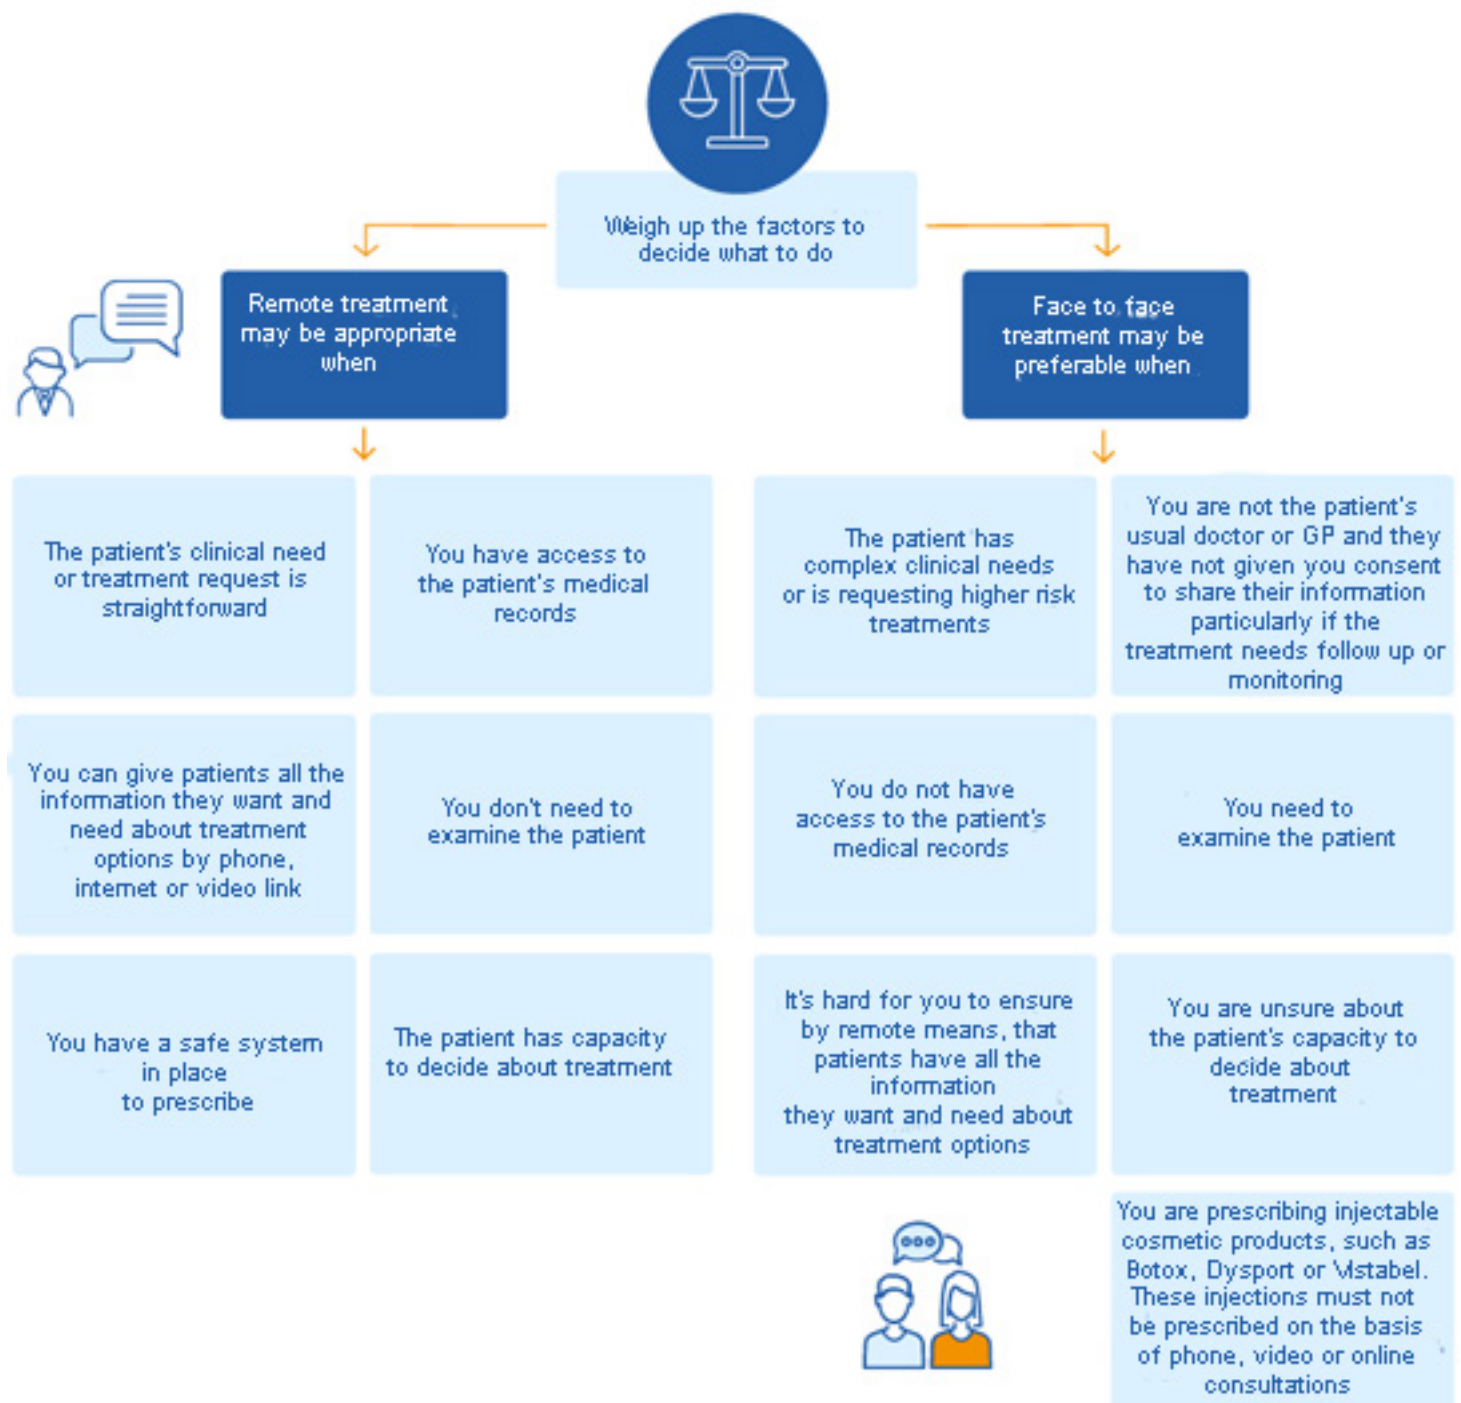 Weigh up the factors to
decide what to do
Remote treatment
may be appropriate
when
Face to face
treatment may be
preferable when
The patient's clinical need
or treatment request is
straightforward
You have access to
the patient's medical
records
The patient has
complex clinical needs
or is requesting higher risk
treatments
You are not the patient's
usual doctor or GP and they
have not given you consent
to share their information
particularly if the
treatment needs follow up or
monitoring
You can give patients all the
information they want and
need about treatment
options by phone,
internet or video link
You don't need to
examine the patient
You do not have
access to the patient's
medical records
You need to
examine the patient
You have a safe system
in place
to prescribe
The patient has capacity
to decide about treatment
It's hard for you to ensure
by remote means, that
patients have all the
information
they want and need about
treatment options
You are unsure about
the patient's capacity to
decide about
treatment
You are prescribing injectable
cosmetic products, such as
Botox, Dysport or Vistabel.
These injections must not
be prescribed on the basis
of phone, video or online
consultations